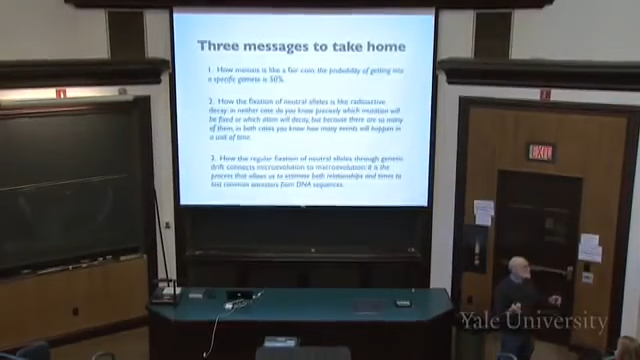 Three messages to take home
1. How meiosis is like a fair coin: the probability of getting into
a specific gamete is 50%.
2. How the fixation of neutral alleles is like radioactive
decay: in neither case do you know precisely which mutation will
be fixed or which atom will decay, but because there are so many
of them, in both cases you know how many events will happen in
a unit of time.
3. How the regular fixation of neutral alleles through genetic
drift connects microevolution to macroevolution: it is the
process that allows us to estimate both relationships and times to
last common ancestors from DNA sequences.
EXIT
Yale University